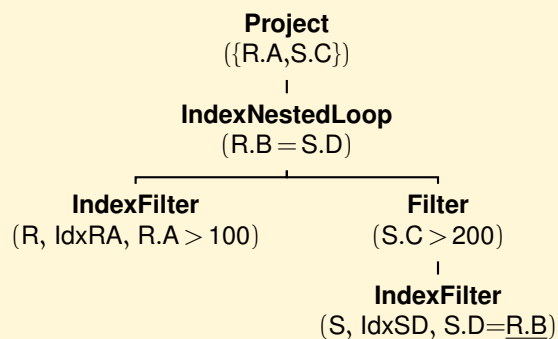 Project
({R.A,S.C})
IndexNestedLoop
(R.B=S.D)
IndexFilter
(R, IdxRA, R.A>100)
Filter
(S.C>200)
IndexFilter
(S, IdxSD, S.D=R.B)